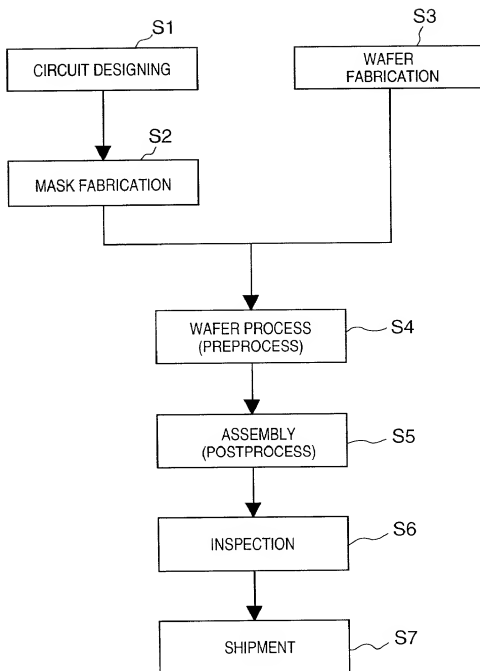 S1
CIRCUIT DESIGNING
S3
WAFER
FABRICATION
S2
MASK FABRICATION
S4
WAFER PROCESS
(PREPROCESS)
S5
ASSEMBLY
(POSTPROCESS)
S6
INSPECTION
S7
SHIPMENT